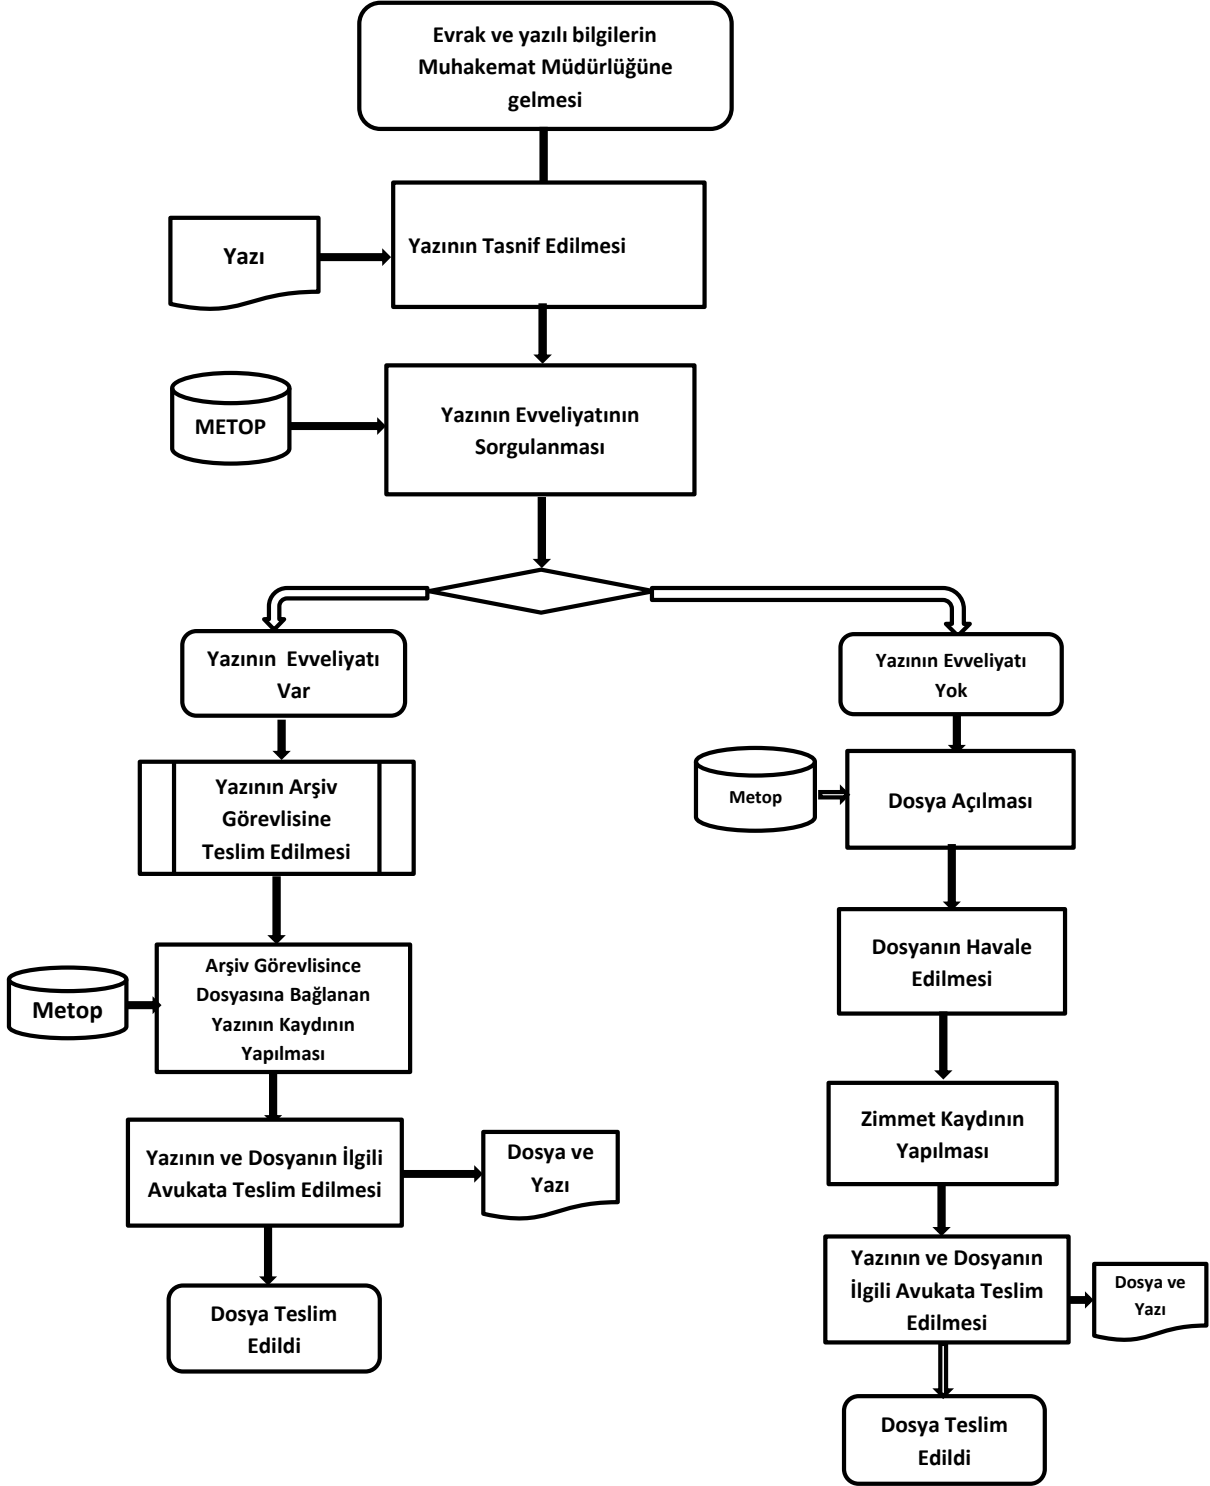 Evrak ve yazılı bilgilerin
Muhakemat Müdürlüğüne
gelmesi
Yazı
Yazının Tasnif Edilmesi
METOP
Yazının Evveliyatının
Sorgulanması
Yazının Evveliyatı
Var
Yazının Arşiv
Görevlisine
Teslim Edilmesi
Metop
Arşiv Görevlisince
Dosyasına Bağlanan
Yazının Kaydının
Yapılması
Yazının ve Dosyanın İlgili
Avukata Teslim Edilmesi
Dosya ve
Yazı
Dosya Teslim
Edildi
Yazının Evveliyatı
Yok
Metop
Dosya Açılması
Dosyanın Havale
Edilmesi
Zimmet Kaydının
Yapılması
Yazının ve Dosyanın
İlgili Avukata Teslim
Edilmesi
Dosya ve
Yazı
Dosya Teslim
Edildi